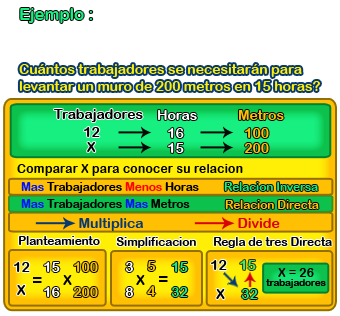 Ejemplo :
Cuántos trabajadores se necesitarán para
levantar un muro de 200 metros en 15 horas?
Trabajadores Horas Metros
12 → 16 → 100
X → 15 → 200
Comparar X para conocer su relacion
Mas Trabajadores Menos Horas Relacion Inversa
Mas Trabajadores Mas Metros Relacion Directa
→ Multiplica → Divide
Planteamiento Simplificacion Regla de tres Directa
12 15 100
X = 16 x 200
3 5 15
8 x 4 = 32
12 15
X 32
X = 26
trabajadores